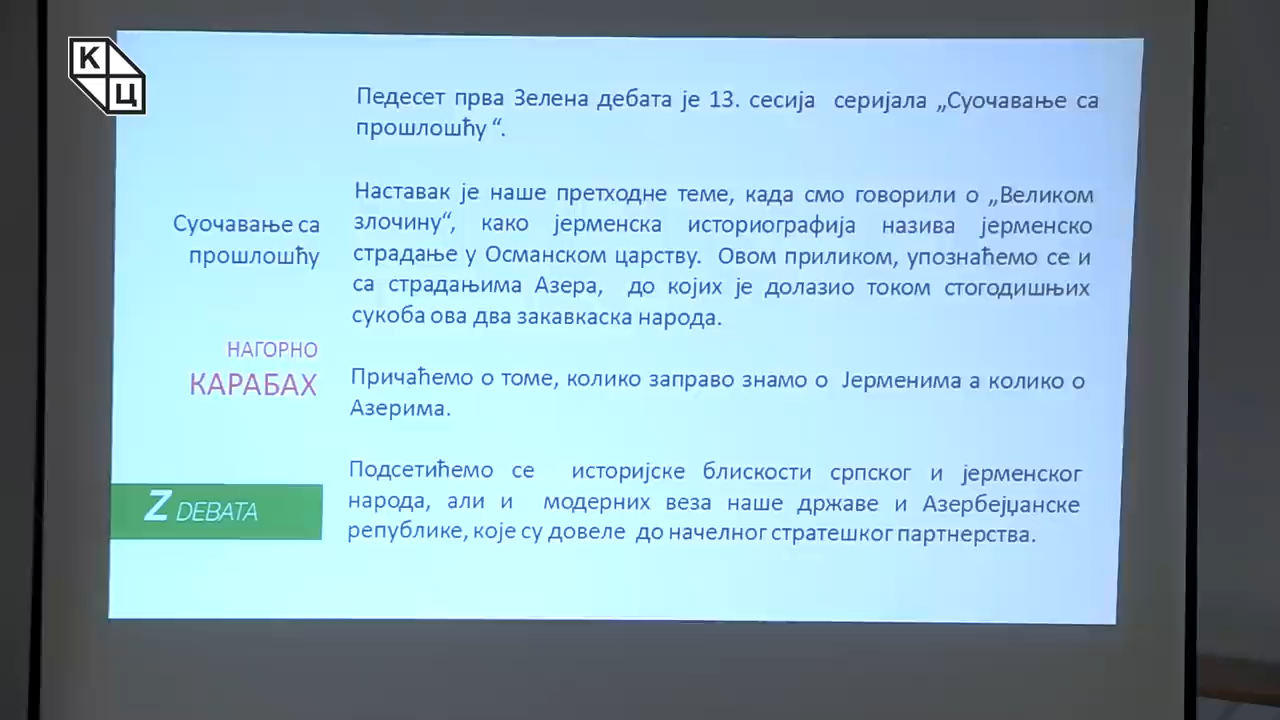 К
Ц
Педесет прва Зелена дебата је 13. сесија серијала „Суочавање са
прошлошћу “.
Наставак је наше претходне теме, када смо говорили о „Великом
злочину“, како јерменска историографија назива јерменско
страдање у Османском царству. Овом приликом, упознаћемо се и
са страдањима Азера, до којих је долазио током стогодишњих
сукоба ова два закавкаска народа.
Причаћемо о томе, колико заправо знамо о Јерменима а колико о
Азерима.
Подсетићемо се историјске блискости српског и јерменског
народа, али и модерних веза наше државе и Азербејџанске
републике, које су довеле до начелног стратешког партнерства.
Суочавање са
прошлошћу
НАГОРНО
КАРАБАХ
Z DEBATA